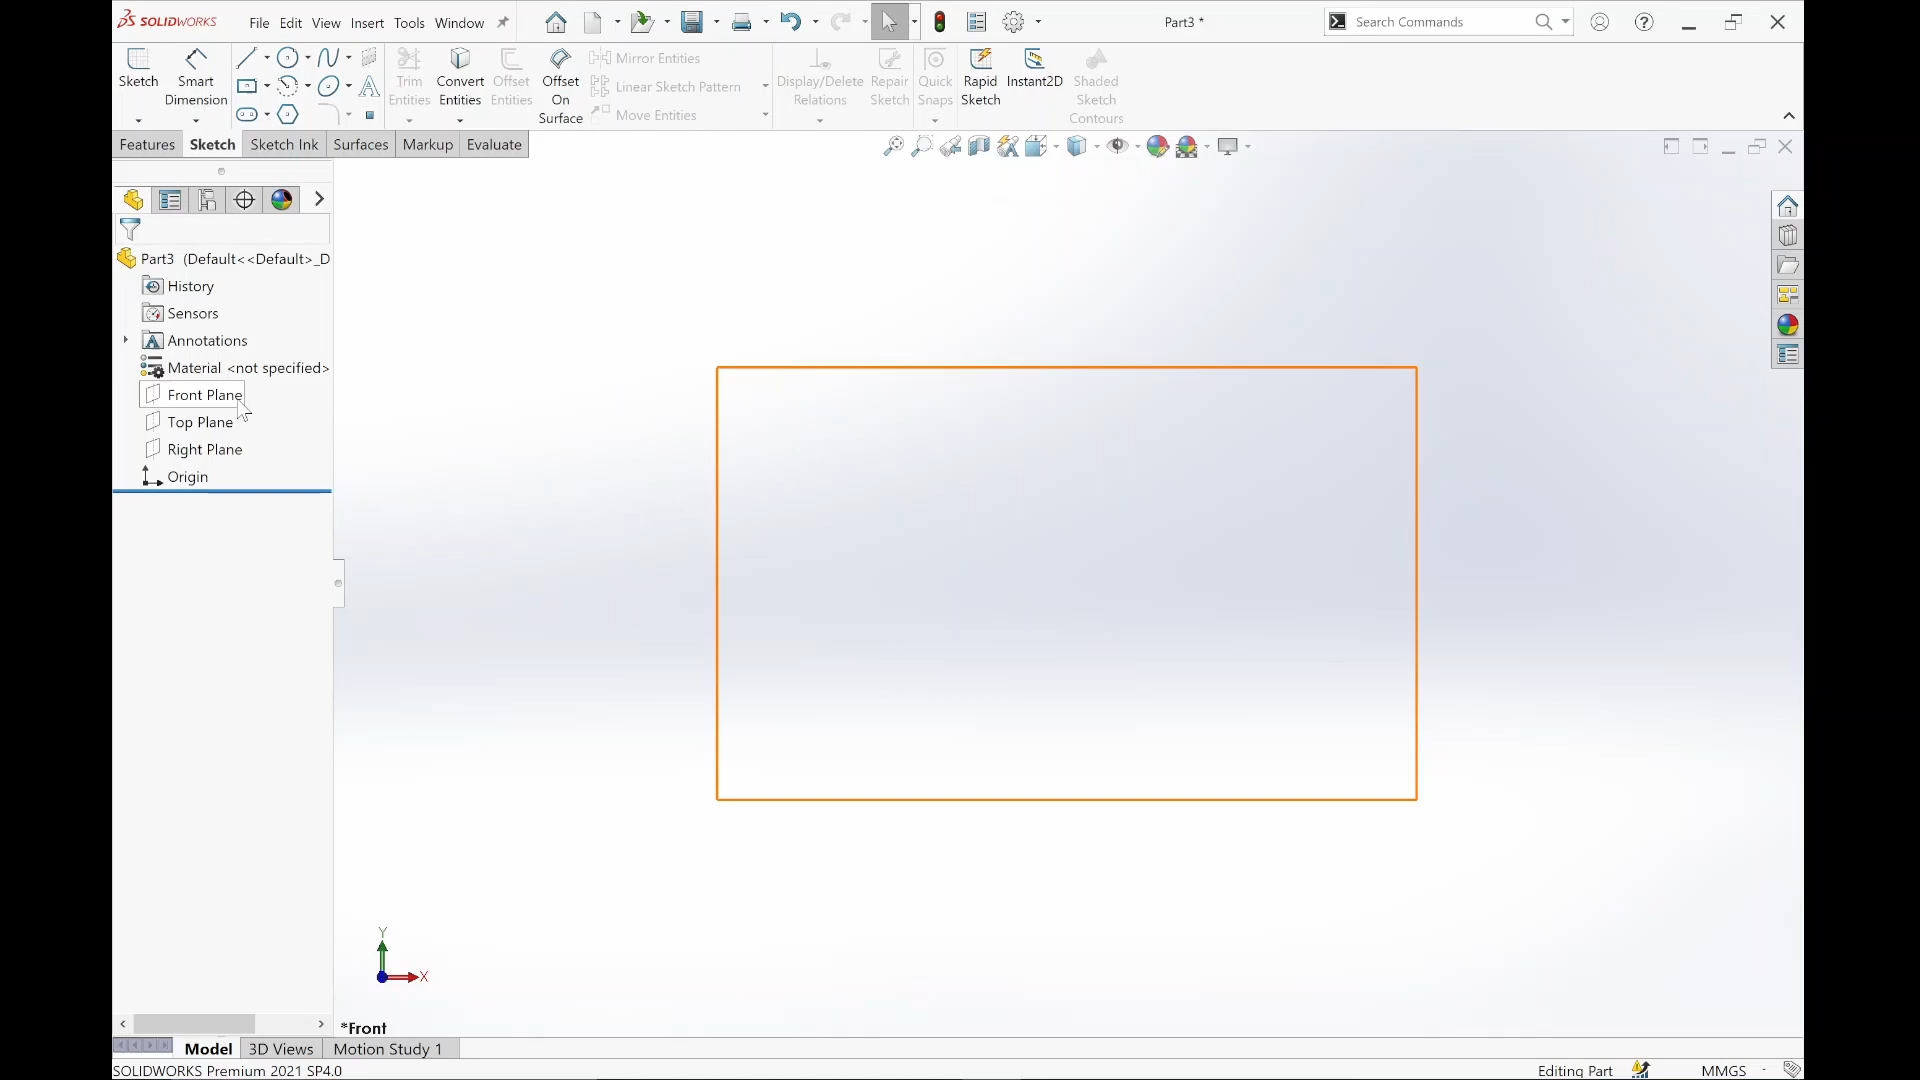 SOLIDWORKS File Edit View Insert Tools Window Part3 * Search Commands
Sketch Smart Dimension Trim Entities Convert Entities Offset Entities Offset On Surface Mirror Entities Linear Sketch Pattern Move Entities Display/Delete Relations Repair Sketch Quick Snaps Rapid Sketch Instant2D Shaded Sketch Contours
Features Sketch Sketch Ink Surfaces Markup Evaluate
Part3 (Default<<Default>_D
History
Sensors
Annotations
Material <not specified>
Front Plane
Top Plane
Right Plane
Origin
Y
X
*Front
Model 3D Views Motion Study 1
SOLIDWORKS Premium 2021 SP4.0 Editing Part MMGS